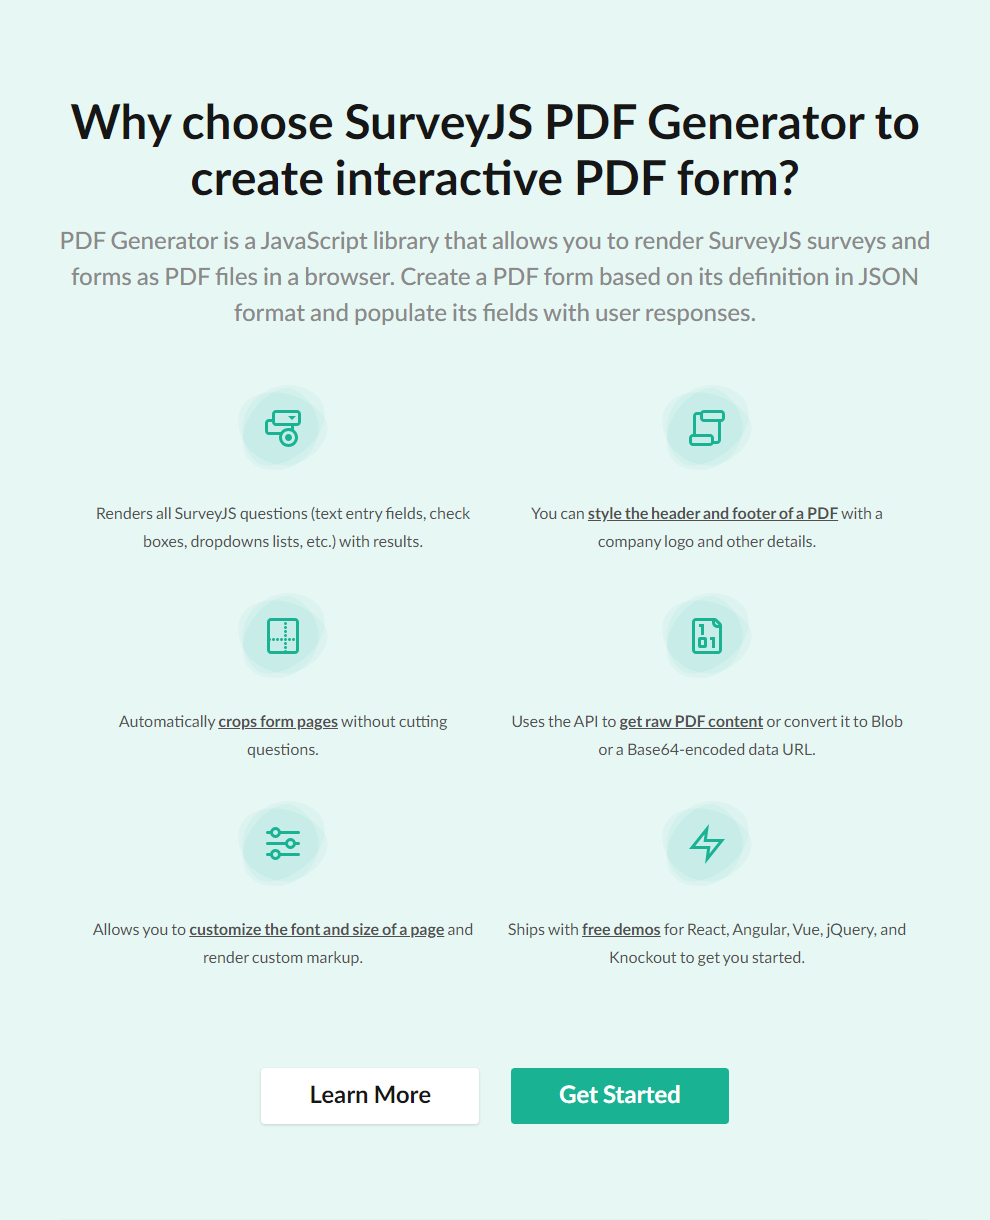 Why choose SurveyJS PDF Generator to
create interactive PDF form?
PDF Generator is a JavaScript library that allows you to render SurveyJS surveys and
forms as PDF files in a browser. Create a PDF form based on its definition in JSON
format and populate its fields with user responses.
Renders all SurveyJS questions (text entry fields, check
boxes, dropdowns lists, etc.) with results.
You can style the header and footer of a PDF with a
company logo and other details.
1
01
Automatically crops form pages without cutting
questions.
Uses the API to get raw PDF content or convert it to Blob
or a Base64-encoded data URL.
Allows you to customize the font and size of a page and
render custom markup.
Ships with free demos for React, Angular, Vue, jQuery, and
Knockout to get you started.
Learn More
Get Started